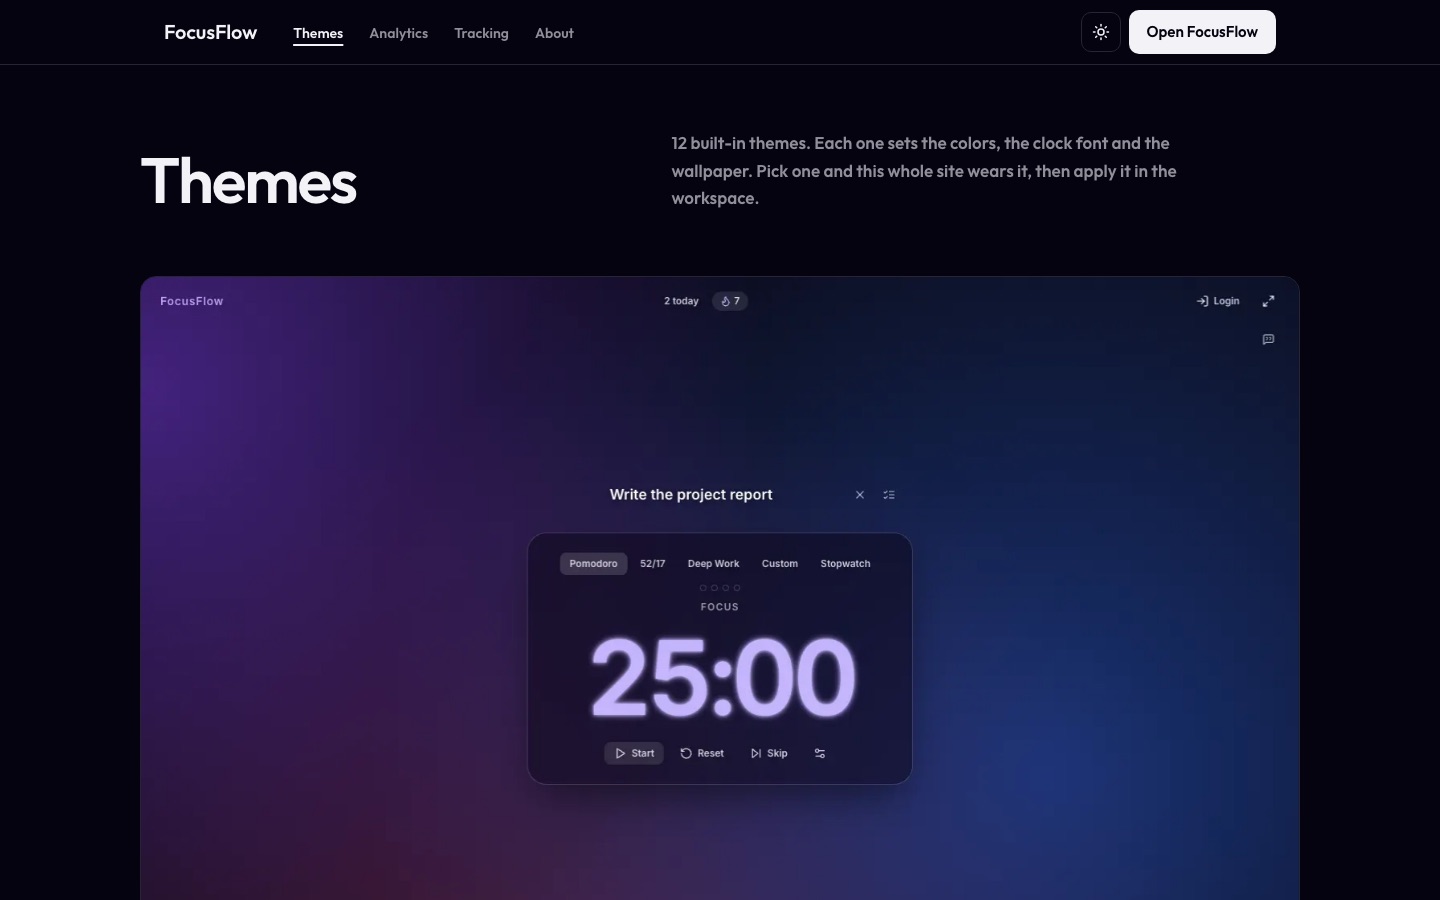 FocusFlow
Themes
Analytics
Tracking
About
Open FocusFlow
Themes
12 built-in themes. Each one sets the colors, the clock font and the
wallpaper. Pick one and this whole site wears it, then apply it in the
workspace.
FocusFlow
2 today
7
Login
Write the project report
Pomodoro
52/17
Deep Work
Custom
Stopwatch
FOCUS
25:00
Start
Reset
Skip